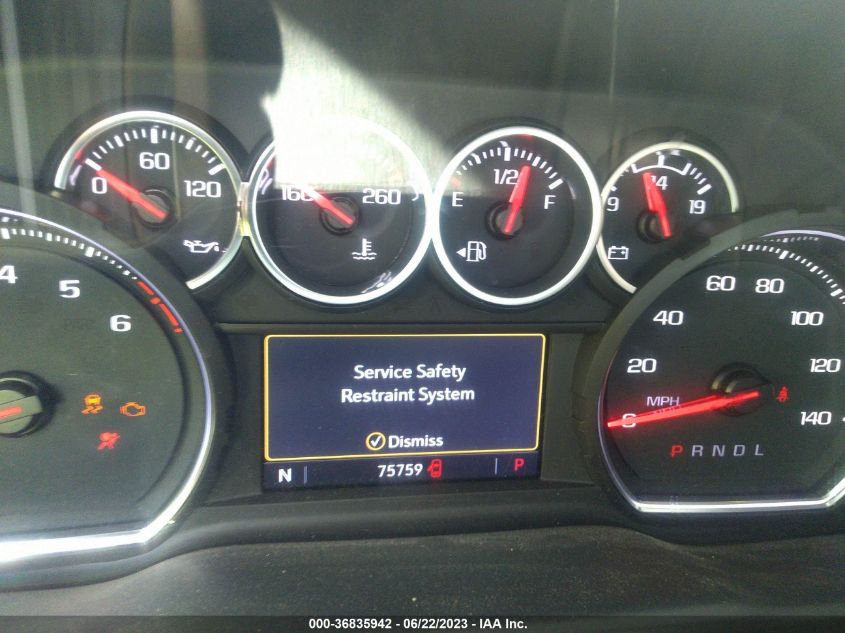 0 60 120
160 260
E 1/2 F
9 14 19
4 5 6
0 20 40 60 80 100 120 140
MPH
P R N D L
Service Safety
Restraint System
Dismiss
N 75759 P
000-36835942 - 06/22/2023 - IAA Inc.